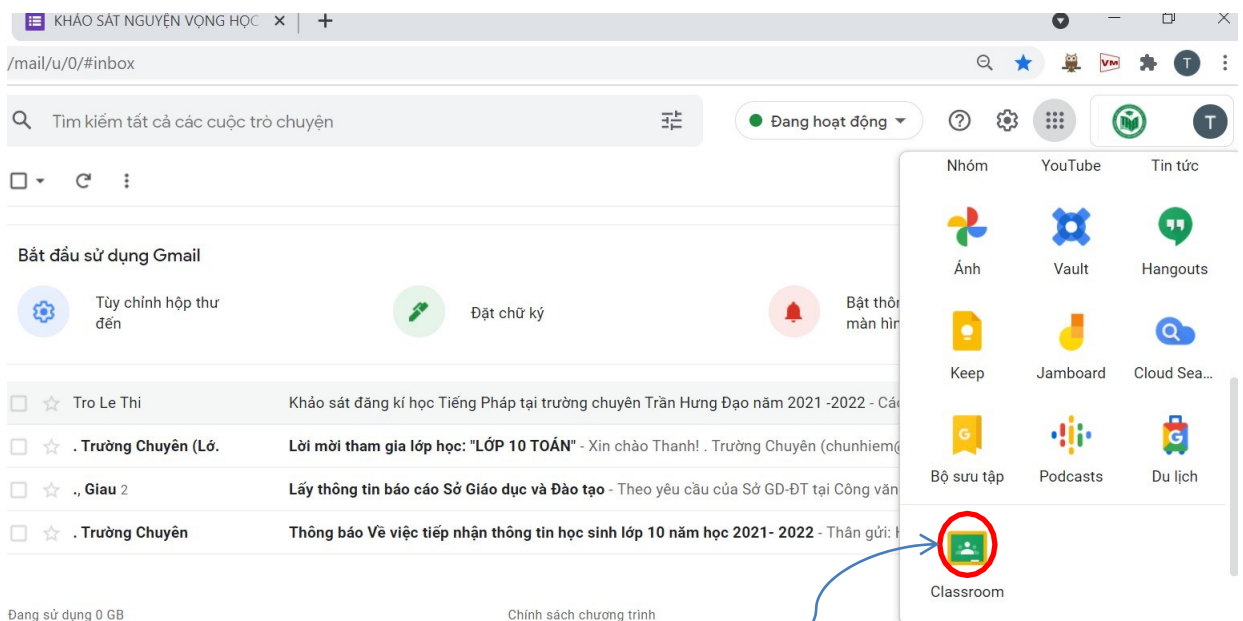 KHẢO SÁT NGUYỆN VỌNG HỌC
/mail/u/0/#inbox
VM
T
Tìm kiếm tất cả các cuộc trò chuyện
Đang hoạt động
T
Nhóm YouTube Tin tức
Bắt đầu sử dụng Gmail
Tùy chỉnh hộp thư
đến
Đặt chữ ký
Bật thôn
màn hìn
Ảnh Vault Hangouts
Keep Jamboard Cloud Sea...
Tro Le Thi Khảo sát đăng kí học Tiếng Pháp tại trường chuyên Trần Hưng Đạo năm 2021 -2022 - Các
. Trường Chuyên (Lớ. Lời mời tham gia lớp học: "LỚP 10 TOÁN" - Xin chào Thanh! . Trường Chuyên (chunhiem@
., Giau 2 Lấy thông tin báo cáo Sở Giáo dục và Đào tạo - Theo yêu cầu của Sở GD-ĐT tại Công văn
. Trường Chuyên Thông báo Về việc tiếp nhận thông tin học sinh lớp 10 năm học 2021- 2022 - Thân gửi:
G G
Bộ sưu tập Podcasts Du lịch
Classroom
Đang sử dụng 0 GB Chính sách chương trình